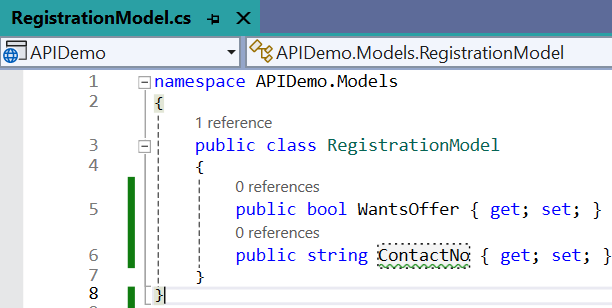 RegistrationModel.cs
APIDemo
APIDemo.Models.RegistrationModel
1 namespace APIDemo.Models
2 {
1 reference
3 public class RegistrationModel
4 {
0 references
5 public bool WantsOffer { get; set; }
0 references
6 public string ContactNo { get; set; }
7 }
8 }